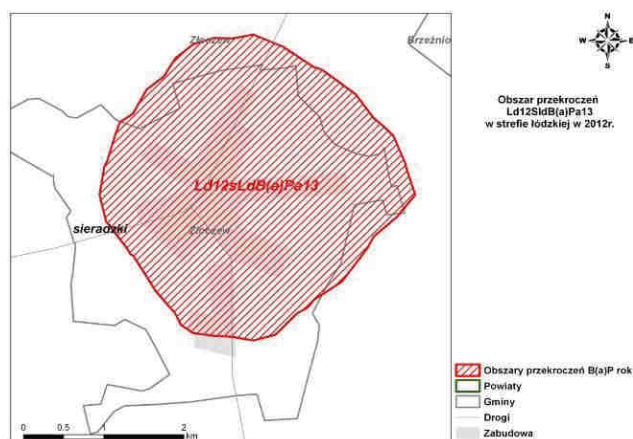 Złoczew
Brzeźnio
N
W E
S
Obszar przekroczeń
Ld12SldB(a)Pa13
w strefie łódzkiej w 2012r.
Ld12sLdB(a)Pa13
sieradzki
Złoczew
Obszary przekroczeń B(a)P rok
Powiaty
Gminy
Drogi
Zabudowa
0 0.5 1 2
km